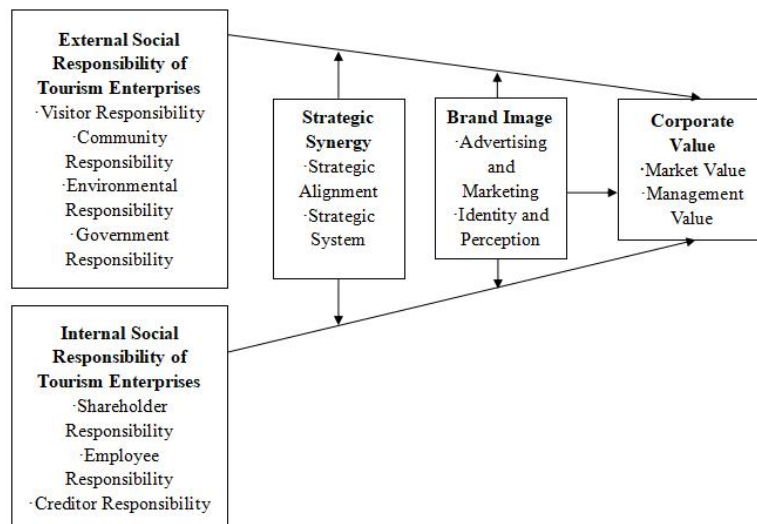 External Social
Responsibility of
Tourism Enterprises
·Visitor Responsibility
·Community
Responsibility
·Environmental
Responsibility
·Government
Responsibility
Strategic
Synergy
·Strategic
Alignment
·Strategic
System
Brand Image
·Advertising
and
Marketing
·Identity and
Perception
Corporate
Value
·Market Value
·Management
Value
Internal Social
Responsibility of
Tourism Enterprises
·Shareholder
Responsibility
·Employee
Responsibility
·Creditor Responsibility